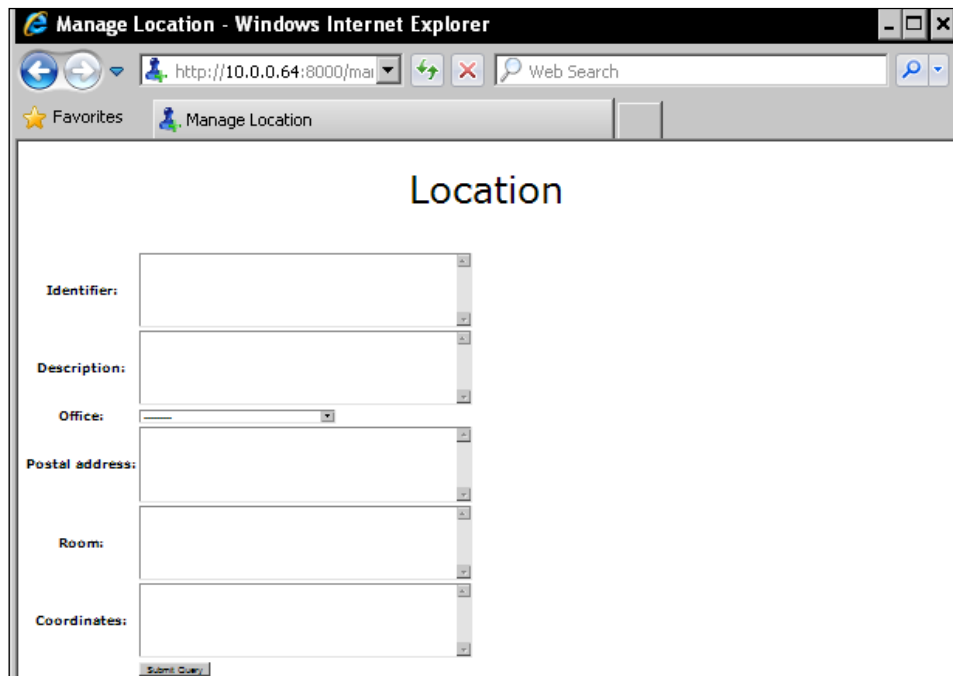 Manage Location - Windows Internet Explorer
http://10.0.0.64:8000/mai
Web Search
Favorites
Manage Location
Location
Identifier:
Description:
Office:
Postal address:
Room:
Coordinates:
Submit Query